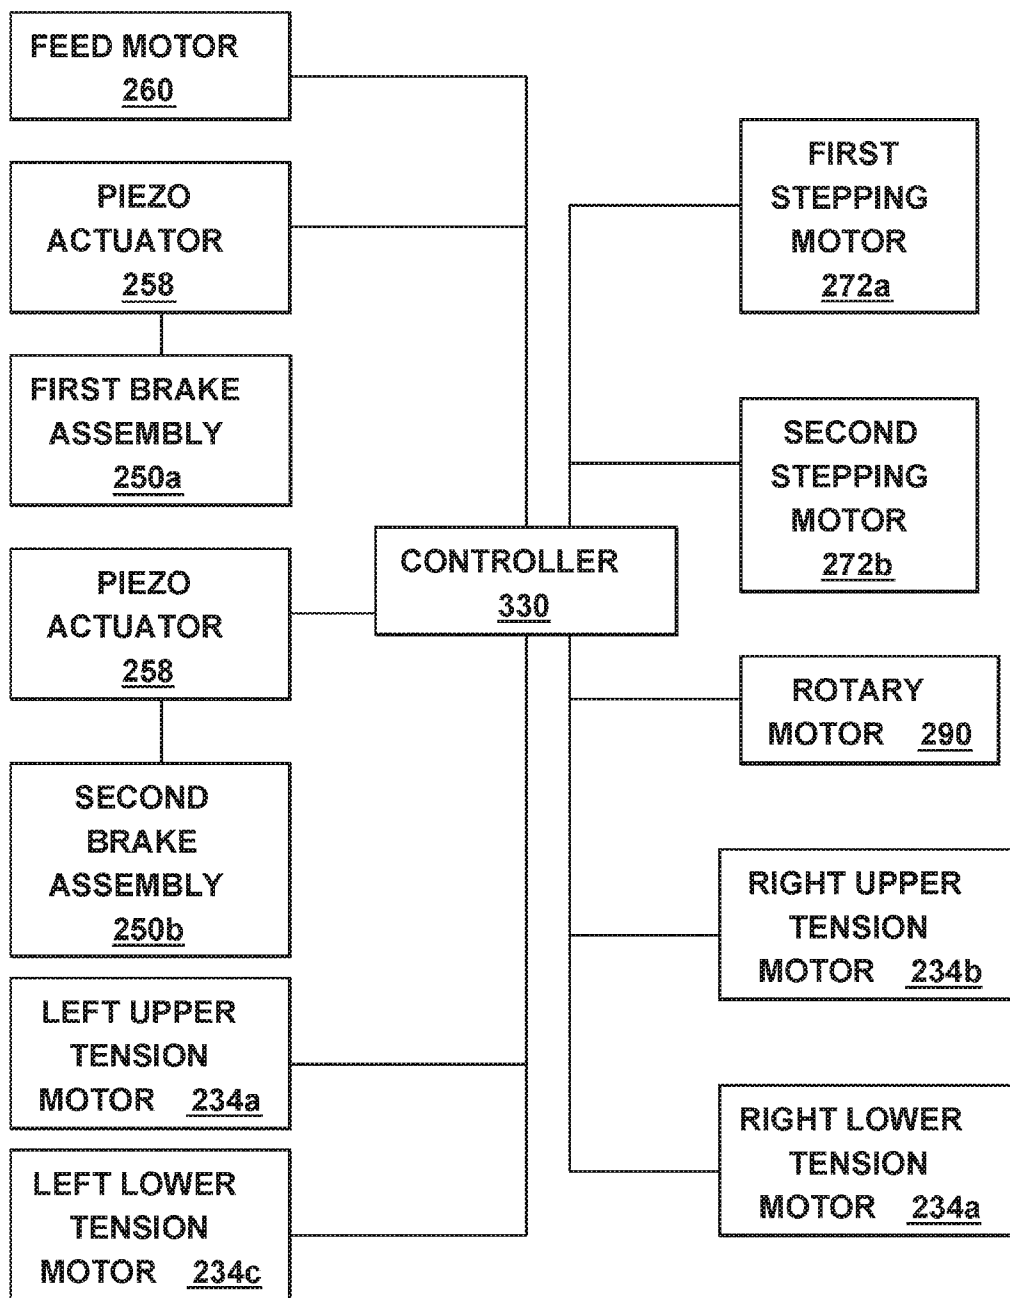 FEED MOTOR
260
PIEZO
ACTUATOR
258
FIRST BRAKE
ASSEMBLY
250a
PIEZO
ACTUATOR
258
SECOND
BRAKE
ASSEMBLY
250b
LEFT UPPER
TENSION
MOTOR 234a
LEFT LOWER
TENSION
MOTOR 234c
CONTROLLER
330
FIRST
STEPPING
MOTOR
272a
SECOND
STEPPING
MOTOR
272b
ROTARY
MOTOR 290
RIGHT UPPER
TENSION
MOTOR 234b
RIGHT LOWER
TENSION
MOTOR 234a